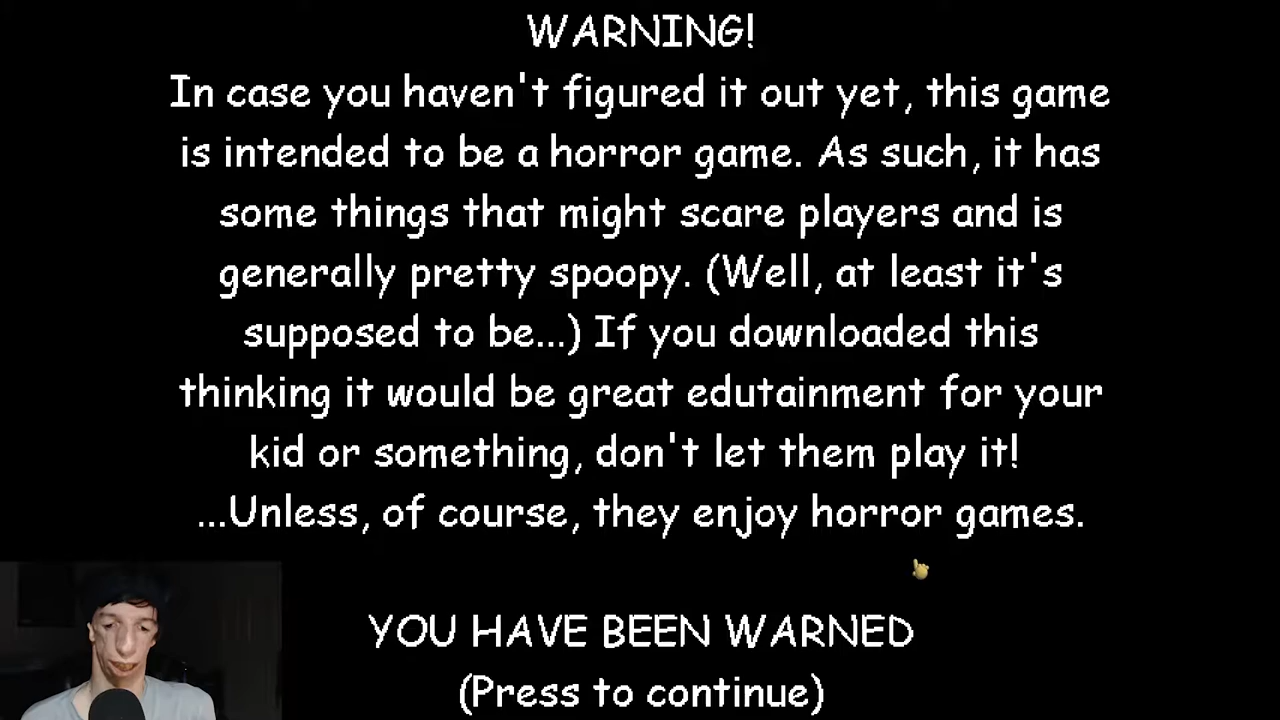 WARNING!
In case you haven't figured it out yet, this game
is intended to be a horror game. As such, it has
some things that might scare players and is
generally pretty spoopy. (Well, at least it's
supposed to be...) If you downloaded this
thinking it would be great edutainment for your
kid or something, don't let them play it!
...Unless, of course, they enjoy horror games.
YOU HAVE BEEN WARNED
(Press to continue)